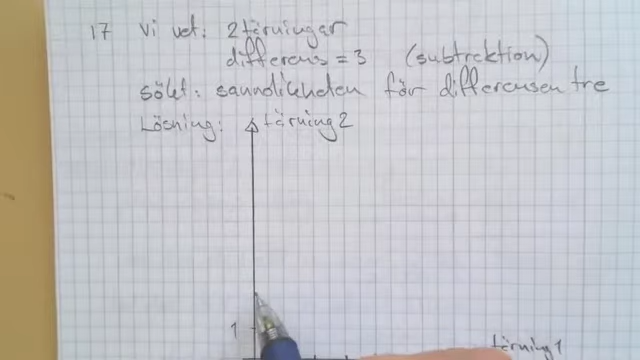 17 Vi vet: 2 tärningar
differens = 3 (subtraktion)
sökt: sannolikheten för differensen tre
Lösning: tärning 2
1
tärning 1